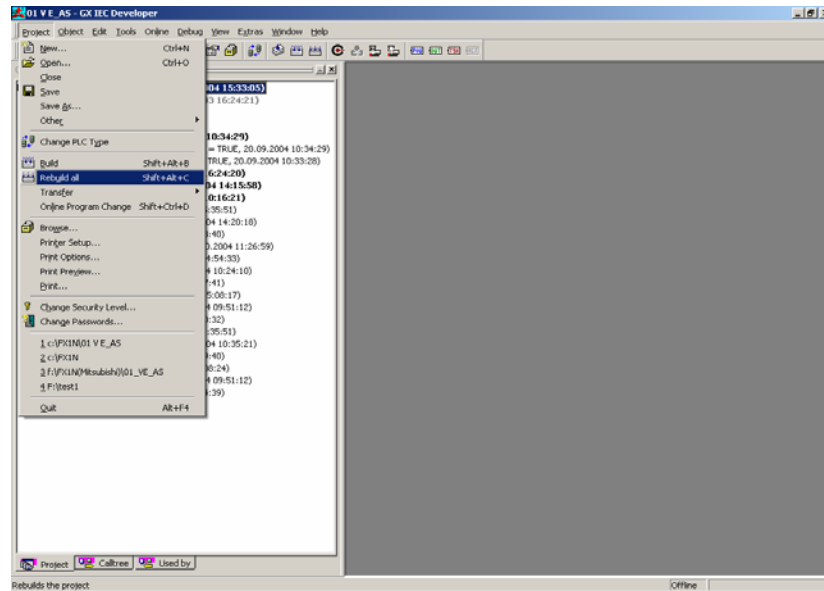 01 V E_AS - GX IEC Developer
Project Object Edit Tools Online Debug View Extras Window Help
New... Ctrl+N
Open... Ctrl+O
Close
Save
Save As...
Other
Change PLC Type
Build Shift+Alt+B
Rebuild all Shift+Alt+C
Transfer
Online Program Change Shift+Ctrl+D
Browse...
Printer Setup...
Print Options...
Print Preview...
Print...
Change Security Level...
Change Passwords...
1 c:\FX1N\01 V E_AS
2 c:\FX1N
3 f:\FX1N(Mitsubishi)\01_VE_AS
4 F:\test1
Quit Alt+F4
04 15:33:05)
03 16:24:21)
10:34:29)
= TRUE, 20.09.2004 10:34:29)
TRUE, 20.09.2004 10:33:28)
6:24:20)
04 14:15:58)
0:16:21)
:35:51)
04 14:20:18)
:40)
0.2004 11:26:59)
4:54:33)
4 10:24:10)
:41)
5:08:17)
4 09:51:12)
:32)
:35:51)
04 10:35:21)
:40)
8:24)
4 09:51:12)
:39)
Project Calltree Used by
Rebuilds the project Offline